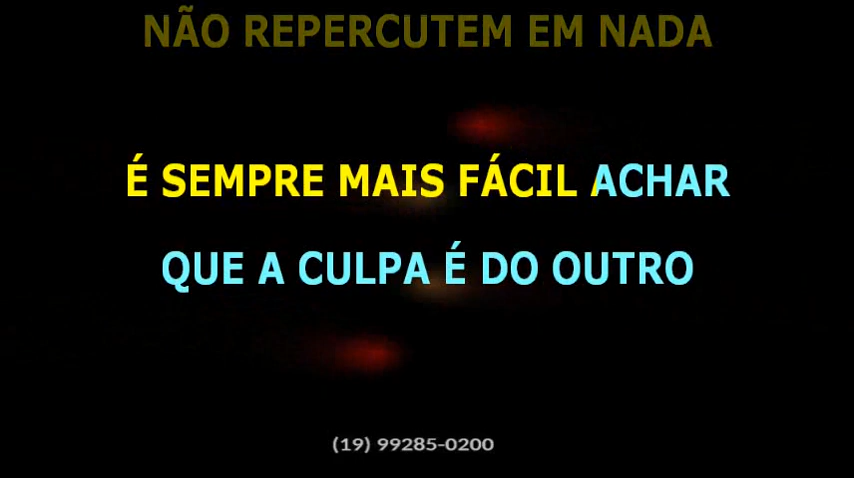 NÃO REPERCUTEM EM NADA
É SEMPRE MAIS FÁCIL ACHAR
QUE A CULPA É DO OUTRO
(19) 99285-0200